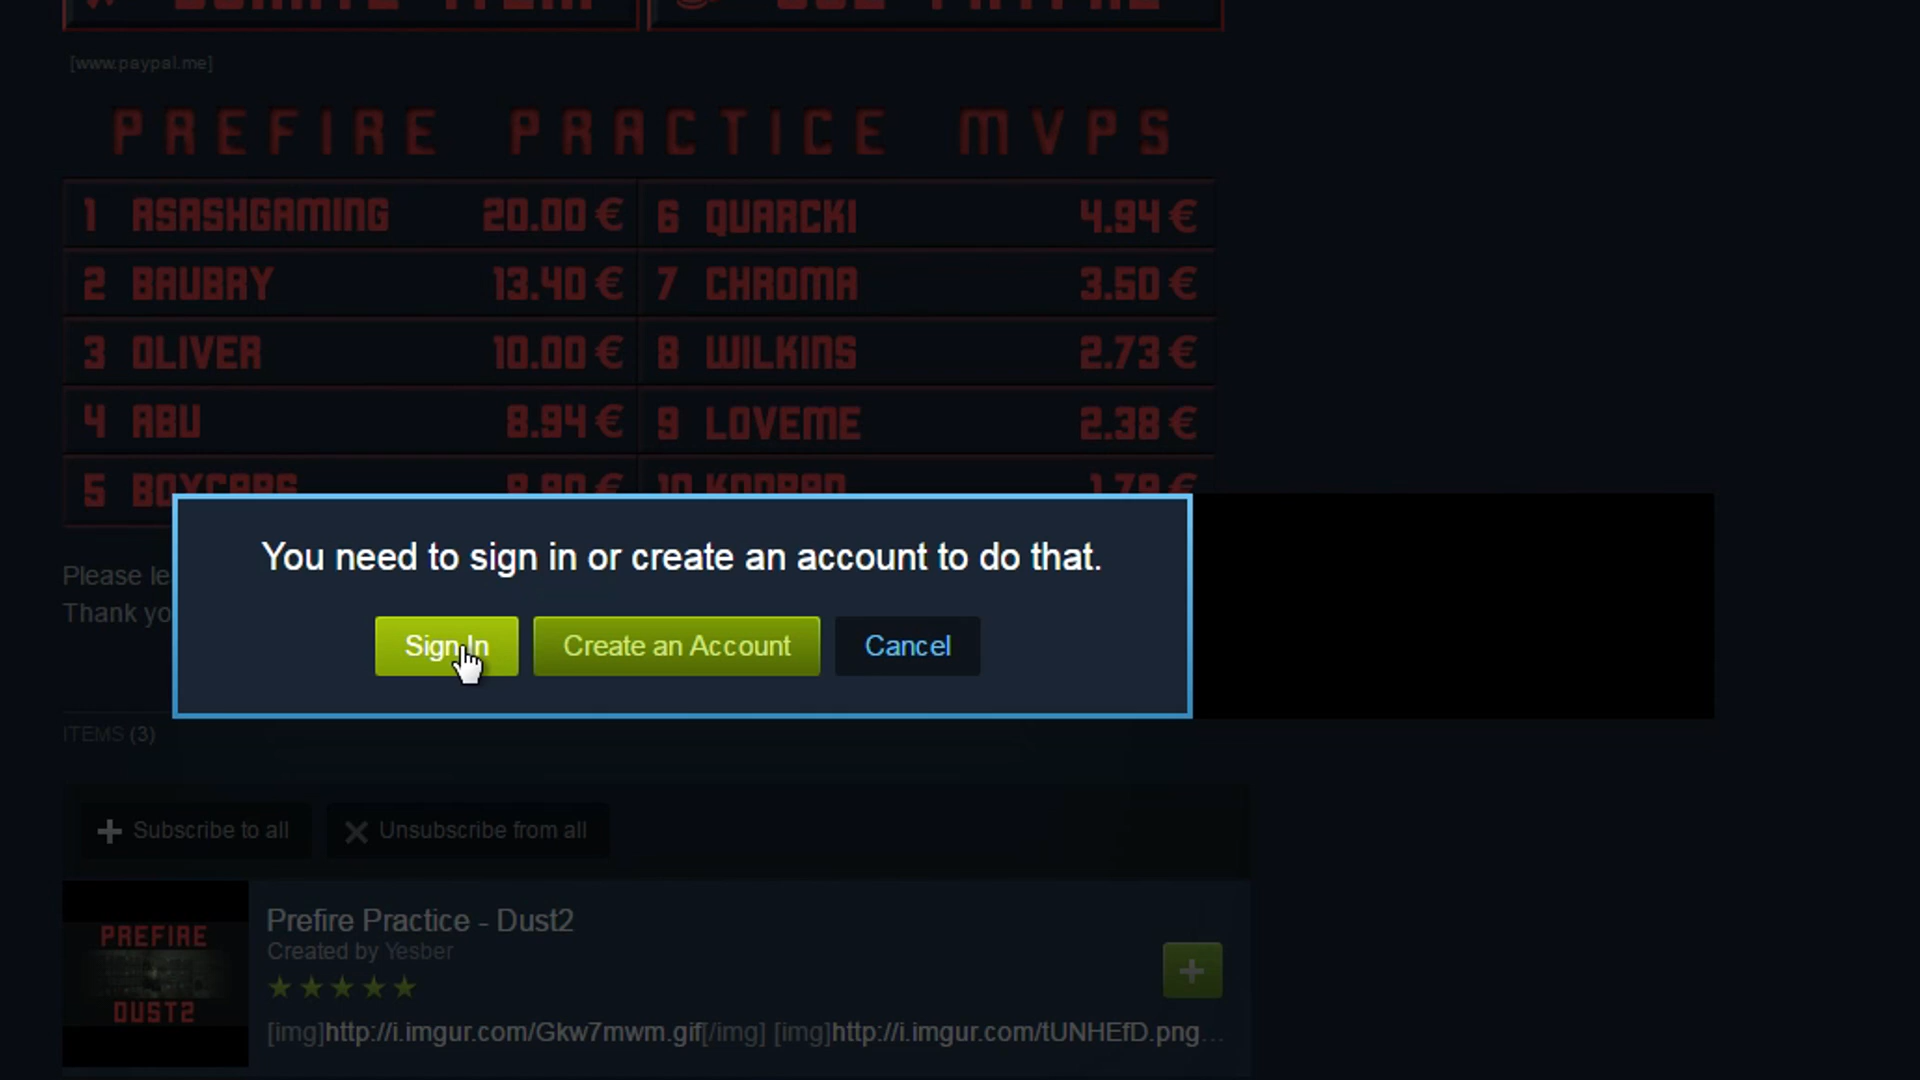 [www.paypal.me]
PREFIRE PRACTICE MVPS
1 ASASHGAMING 20.00 € 6 QUARCKI 4.94 €
2 BAUBAY 13.40 € 7 CHROMA 3.50 €
3 OLIVER 10.00 € 8 WILKINS 2.73 €
4 ABU 8.94 € 9 LOVEME 2.38 €
5 10
You need to sign in or create an account to do that.
Please
Thank
Sign In Create an Account Cancel
ITEMS (3)
Subscribe to all Unsubscribe from all
PREFIRE
DUST2
Prefire Practice - Dust2
Created by Yesber
[img]http://i.imgur.com/Gkw7mwm.gif[/img] [img]http://i.imgur.com/tUNHEfD.png...